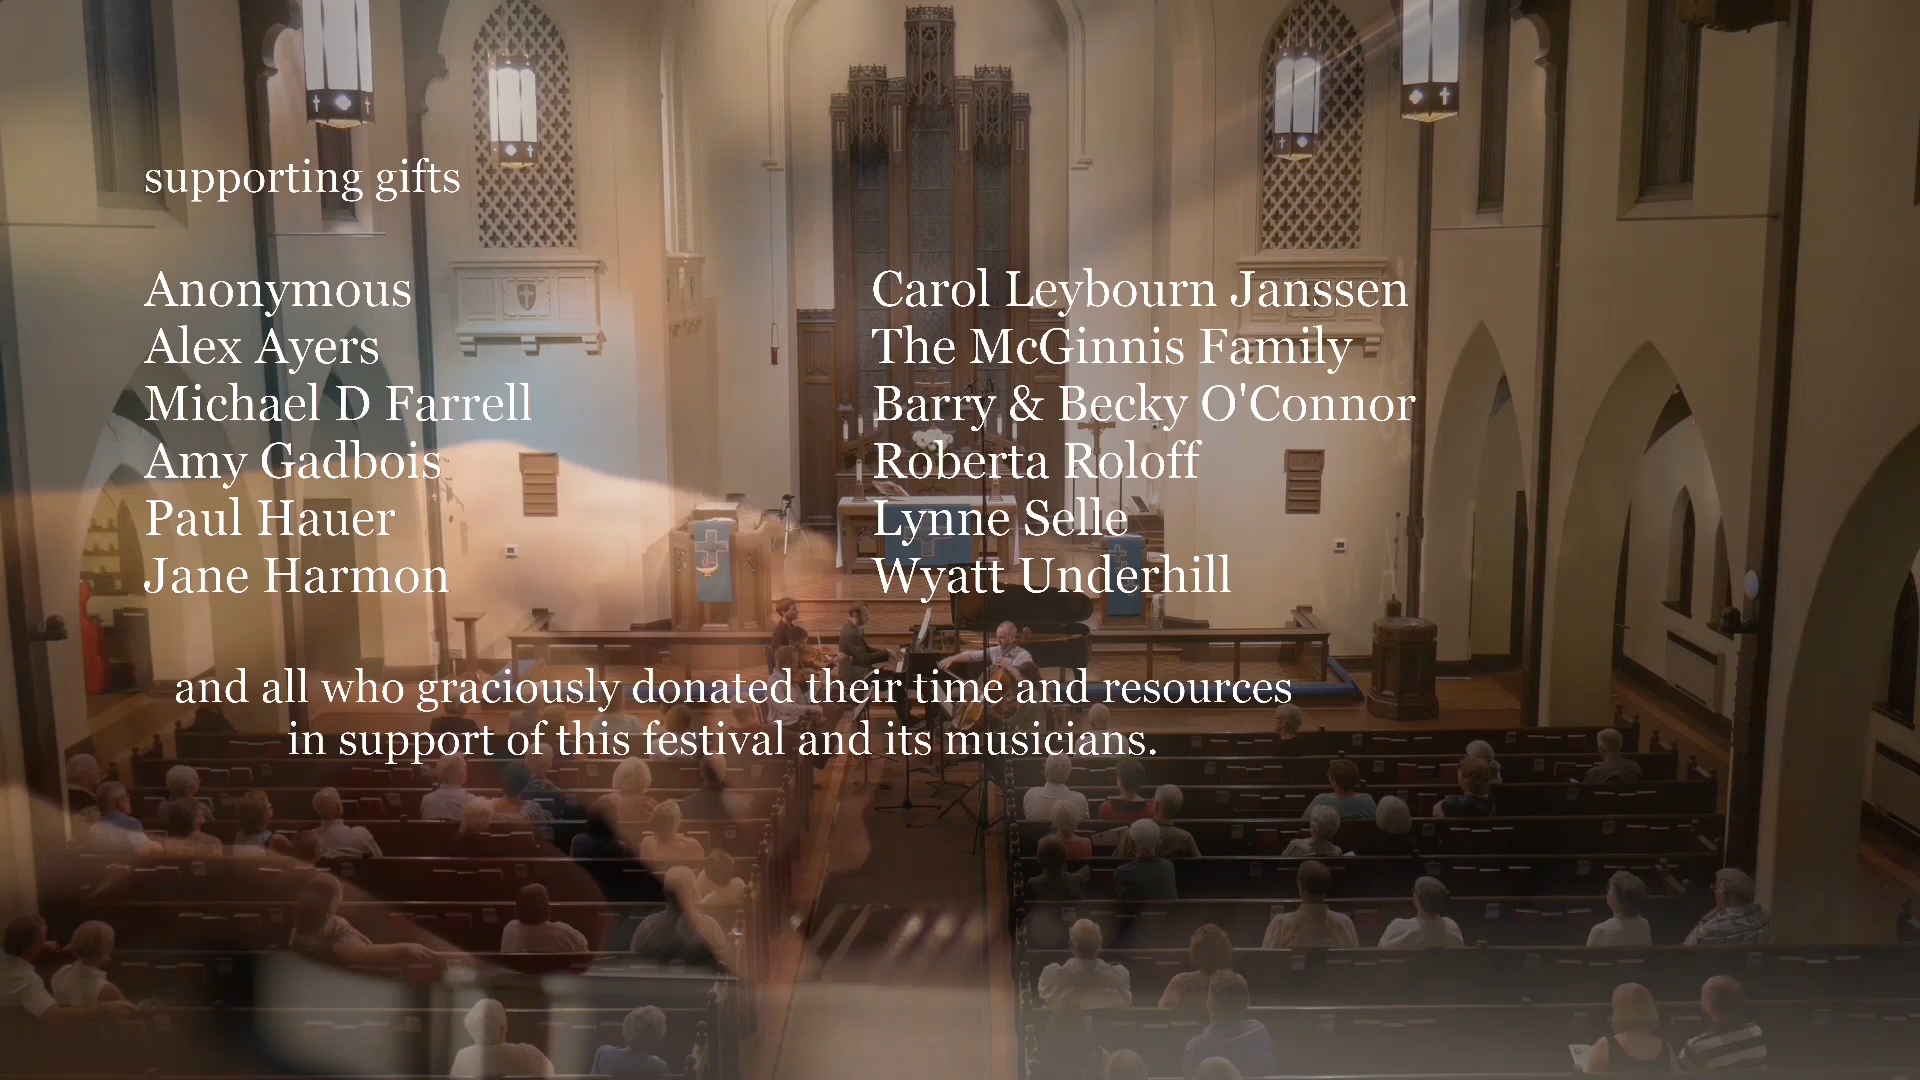 supporting gifts
Anonymous
Alex Ayers
Michael D Farrell
Amy Gadbois
Paul Hauer
Jane Harmon
Carol Leybourn Janssen
The McGinnis Family
Barry & Becky O'Connor
Roberta Roloff
Lynne Selle
Wyatt Underhill
and all who graciously donated their time and resources
in support of this festival and its musicians.